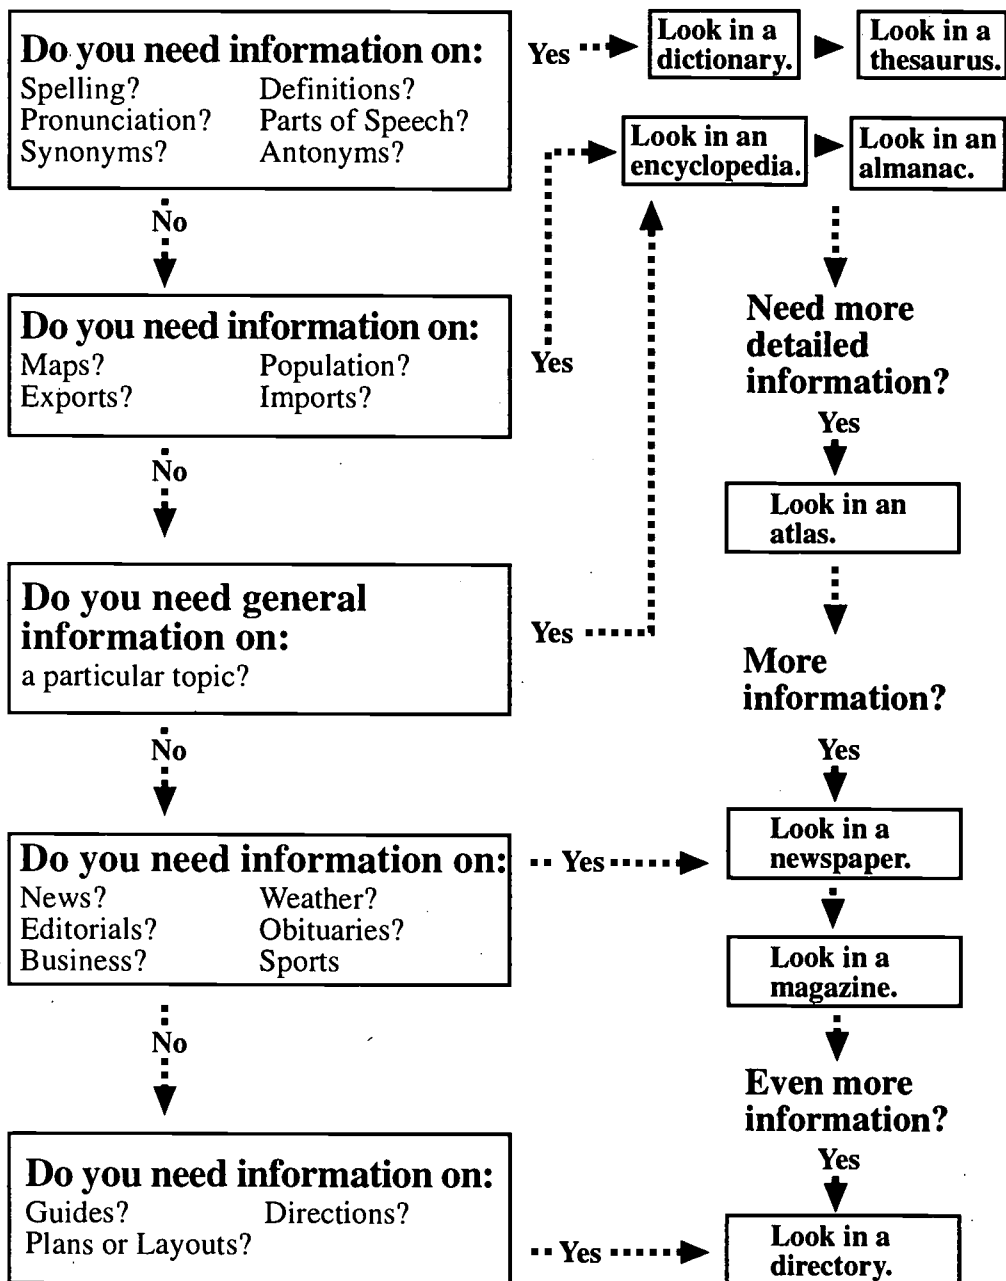 Do you need information on:
Spelling? Definitions?
Pronunciation? Parts of Speech?
Synonyms? Antonyms?
Yes
Look in a
dictionary.
Look in a
thesaurus.
Look in an
encyclopedia.
Look in an
almanac.
No
Do you need information on:
Maps? Population?
Exports? Imports?
Yes
Need more
detailed
information?
Yes
Look in an
atlas.
No
Do you need general
information on:
a particular topic?
Yes
More
information?
Yes
No
Do you need information on:
News? Weather?
Editorials? Obituaries?
Business? Sports
Yes
Look in a
newspaper.
Look in a
magazine.
No
Even more
information?
Yes
Do you need information on:
Guides? Directions?
Plans or Layouts?
Yes
Look in a
directory.